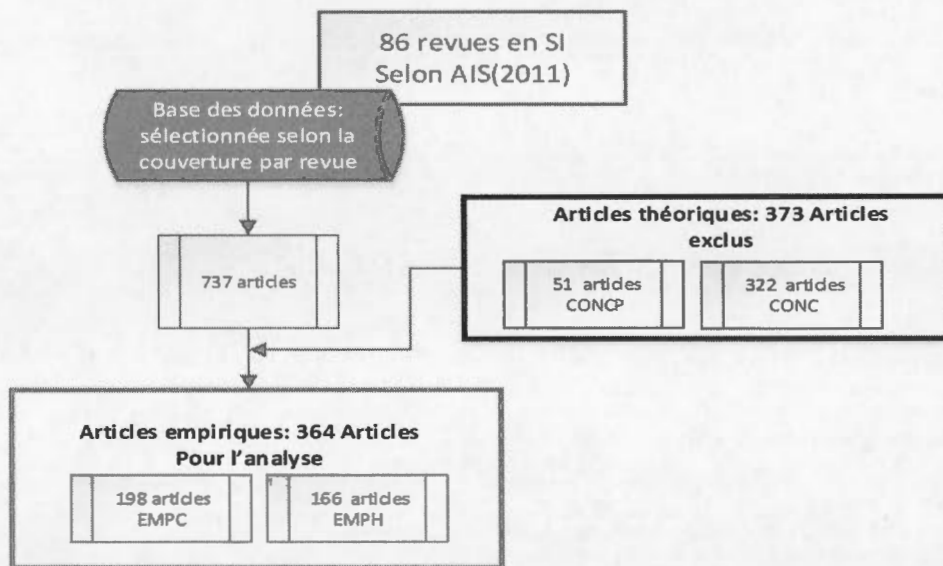 86 revues en SI
Selon AIS(2011)
Base des données:
sélectionnée selon la
couverture par revue
737 articles
Articles théoriques: 373 Articles
exclus
51 articles
CONCP
322 articles
CONC
Articles empiriques: 364 Articles
Pour l'analyse
198 articles
EMPC
166 articles
EMPH